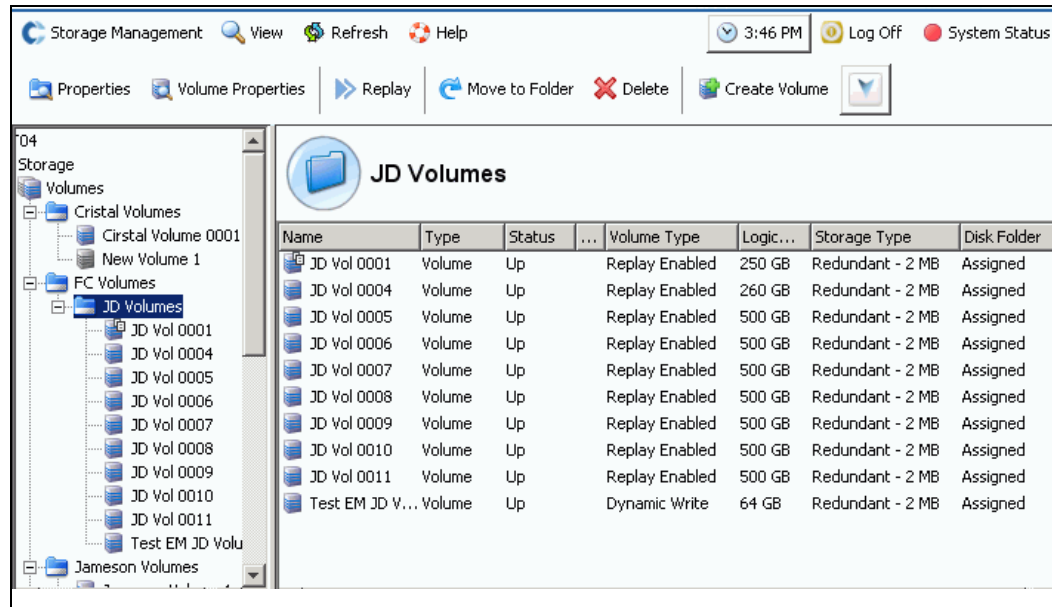 Storage Management View Refresh Help 3:46 PM Log Off System Status
Properties Volume Properties Replay Move to Folder Delete Create Volume
04
Storage
Volumes
Cristal Volumes
Cirstal Volume 0001
New Volume 1
FC Volumes
JD Volumes
JD Vol 0001
JD Vol 0004
JD Vol 0005
JD Vol 0006
JD Vol 0007
JD Vol 0008
JD Vol 0009
JD Vol 0010
JD Vol 0011
Test EM JD Volu
Jameson Volumes
JD Volumes
Name Type Status ... Volume Type Logic... Storage Type Disk Folder
JD Vol 0001 Volume Up Replay Enabled 250 GB Redundant - 2 MB Assigned
JD Vol 0004 Volume Up Replay Enabled 260 GB Redundant - 2 MB Assigned
JD Vol 0005 Volume Up Replay Enabled 500 GB Redundant - 2 MB Assigned
JD Vol 0006 Volume Up Replay Enabled 500 GB Redundant - 2 MB Assigned
JD Vol 0007 Volume Up Replay Enabled 500 GB Redundant - 2 MB Assigned
JD Vol 0008 Volume Up Replay Enabled 500 GB Redundant - 2 MB Assigned
JD Vol 0009 Volume Up Replay Enabled 500 GB Redundant - 2 MB Assigned
JD Vol 0010 Volume Up Replay Enabled 500 GB Redundant - 2 MB Assigned
JD Vol 0011 Volume Up Replay Enabled 500 GB Redundant - 2 MB Assigned
Test EM JD V... Volume Up Dynamic Write 64 GB Redundant - 2 MB Assigned